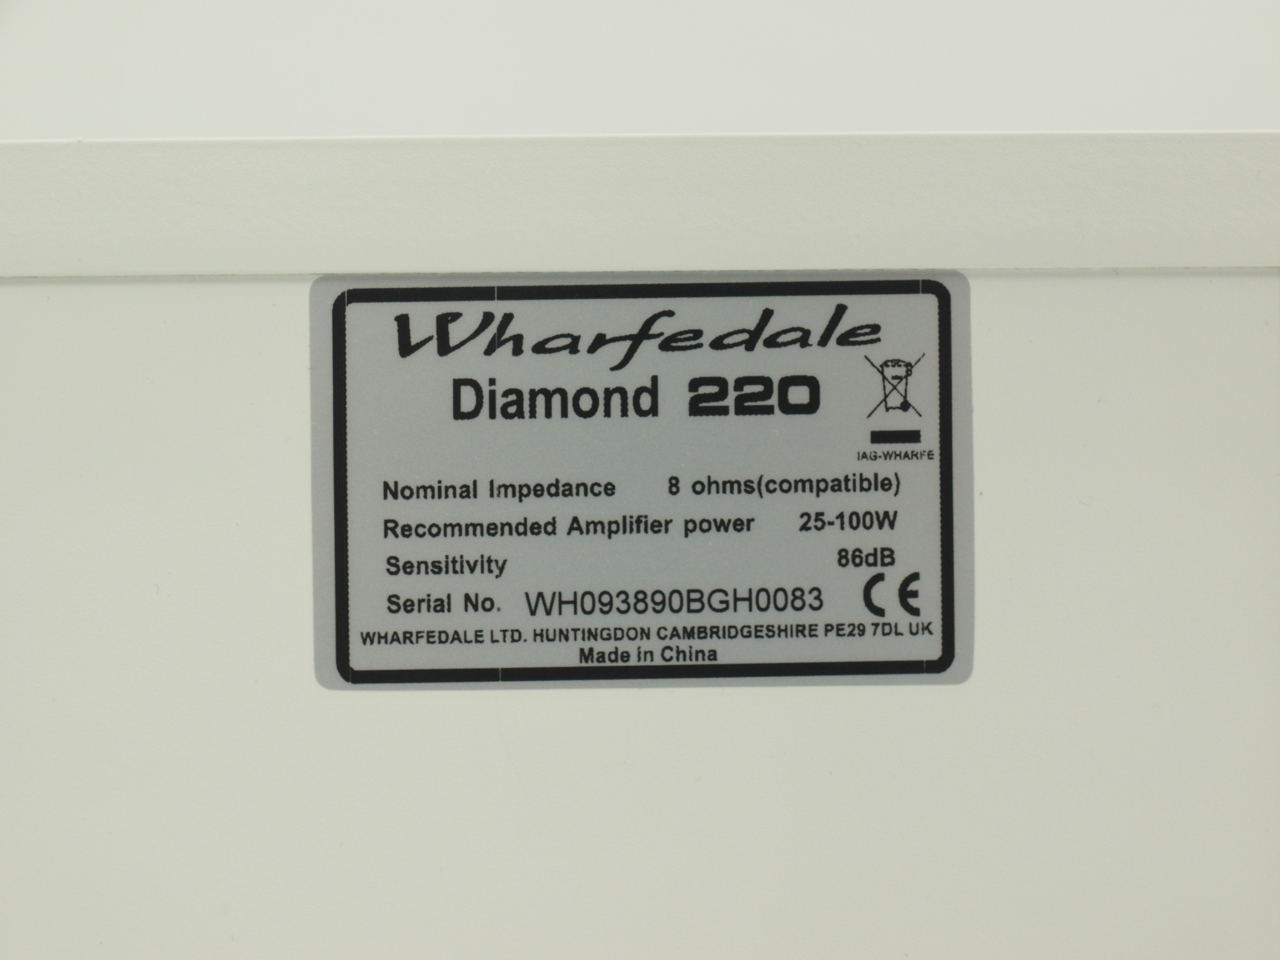 Wharfedale
Diamond 220
IAG-WHARFE
Nominal Impedance 8 ohms(compatible)
Recommended Amplifier power 25-100W
Sensitivity 86dB
Serial No. WH093890BGH0083 CE
WHARFEDALE LTD. HUNTINGDON CAMBRIDGESHIRE PE29 7DL UK
Made in China